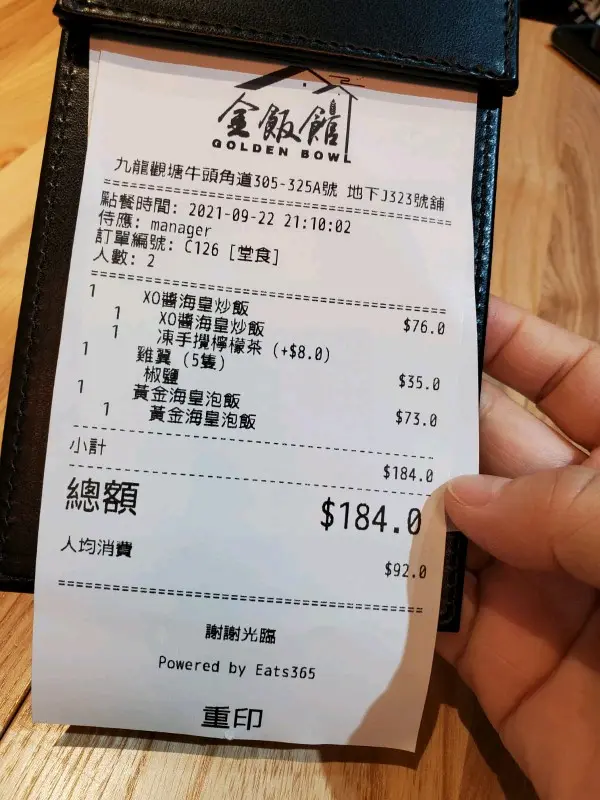 金飯館
GOLDEN BOWL
九龍觀塘牛頭角道305-325A號 地下J323號舖
點餐時間: 2021-09-22 21:10:02
侍應: manager
訂單編號: C126 [堂食]
人數: 2
1 XO醬海皇炒飯 $76.0
1 XO醬海皇炒飯
1 凍手攪檸檬茶 (+$8.0)
1 雞翼 (5隻) $35.0
椒鹽
1 黃金海皇泡飯 $73.0
1 黃金海皇泡飯
小計 $184.0
總額 $184.0
人均消費 $92.0
謝謝光臨
Powered by Eats365
重印